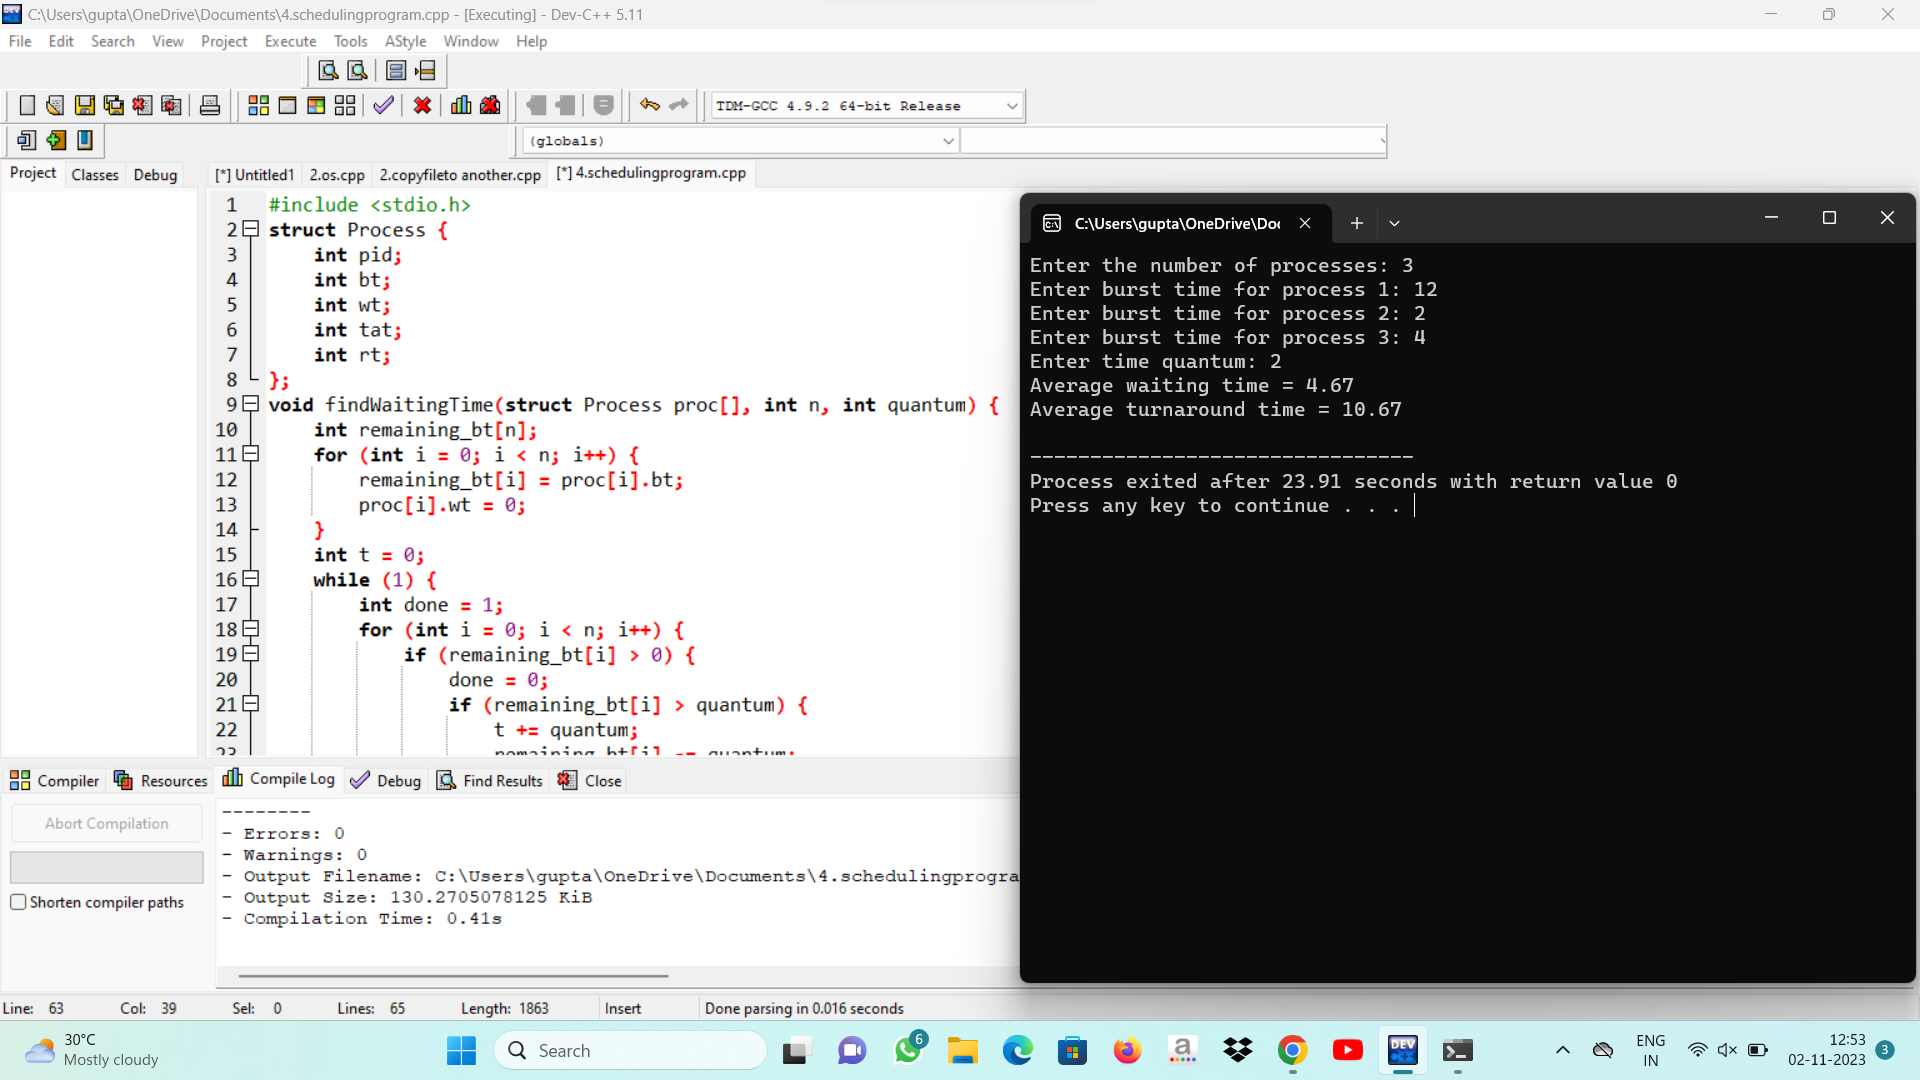 C:\Users\gupta\OneDrive\Documents\4.schedulingprogram.cpp - [Executing] - Dev-C++ 5.11
File Edit Search View Project Execute Tools AStyle Window Help
TDM-GCC 4.9.2 64-bit Release
(globals)
Project Classes Debug
[*] Untitled1 2.os.cpp 2.copyfileto another.cpp [*] 4.schedulingprogram.cpp
1 #include <stdio.h>
2 struct Process {
3 int pid;
4 int bt;
5 int wt;
6 int tat;
7 int rt;
8 };
9 void findWaitingTime(struct Process proc[], int n, int quantum) {
10 int remaining_bt[n];
11 for (int i = 0; i < n; i++) {
12 remaining_bt[i] = proc[i].bt;
13 proc[i].wt = 0;
14 }
15 int t = 0;
16 while (1) {
17 int done = 1;
18 for (int i = 0; i < n; i++) {
19 if (remaining_bt[i] > 0) {
20 done = 0;
21 if (remaining_bt[i] > quantum) {
22 t += quantum;
23 remaining_bt[i] -= quantum;
C:\Users\gupta\OneDrive\Do
Enter the number of processes: 3
Enter burst time for process 1: 12
Enter burst time for process 2: 2
Enter burst time for process 3: 4
Enter time quantum: 2
Average waiting time = 4.67
Average turnaround time = 10.67
--------------------------------
Process exited after 23.91 seconds with return value 0
Press any key to continue . . .
Compiler Resources Compile Log Debug Find Results Close
Abort Compilation
Shorten compiler paths
--------
- Errors: 0
- Warnings: 0
- Output Filename: C:\Users\gupta\OneDrive\Documents\4.schedulingprogra
- Output Size: 130.2705078125 KiB
- Compilation Time: 0.41s
Line: 63 Col: 39 Sel: 0 Lines: 65 Length: 1863 Insert Done parsing in 0.016 seconds
30°C
Mostly cloudy
Search
6
a
DEV
C++
ENG
IN
12:53
02-11-2023
3